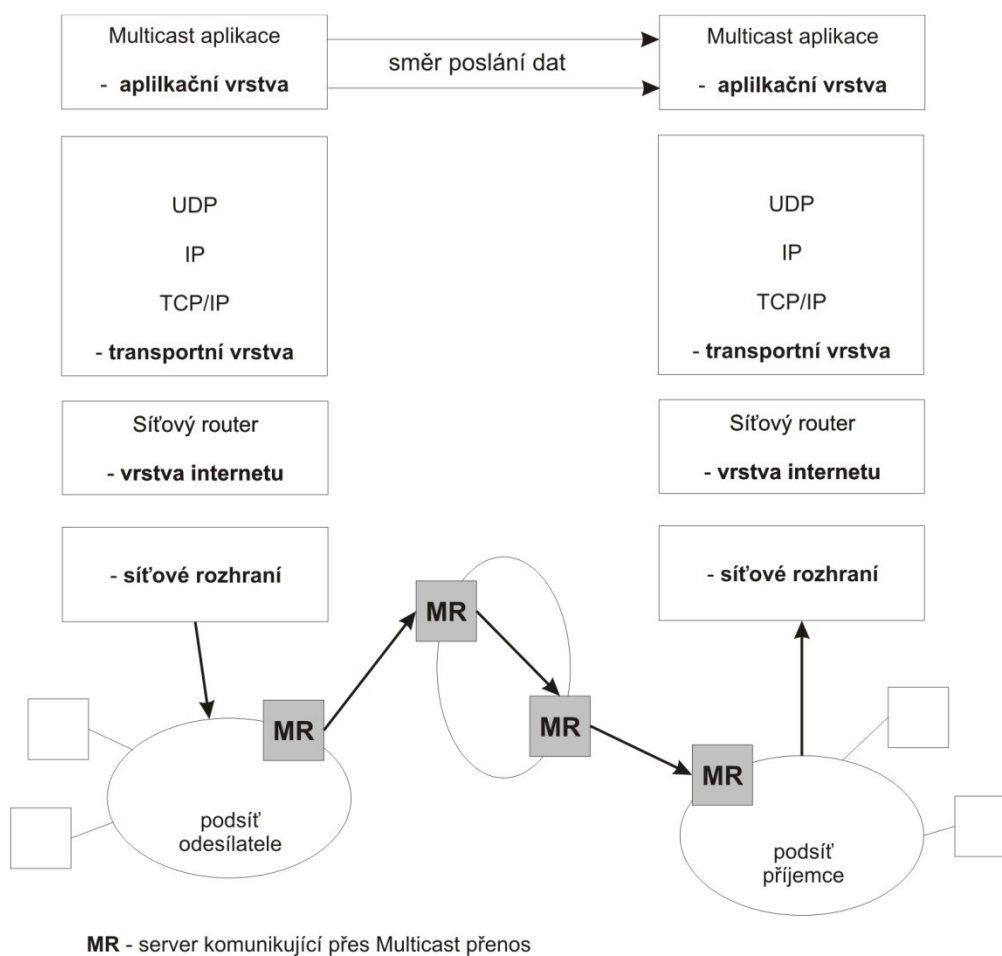 Multicast aplikace
- aplilkační vrstva
směr poslání dat
Multicast aplikace
- aplilkační vrstva
UDP
IP
TCP/IP
- transportní vrstva
UDP
IP
TCP/IP
- transportní vrstva
Síťový router
- vrstva internetu
Síťový router
- vrstva internetu
- síťové rozhraní
- síťové rozhraní
MR
MR
MR
MR
podsíť
odesílatele
podsíť
příjemce
MR - server komunikující přes Multicast přenos